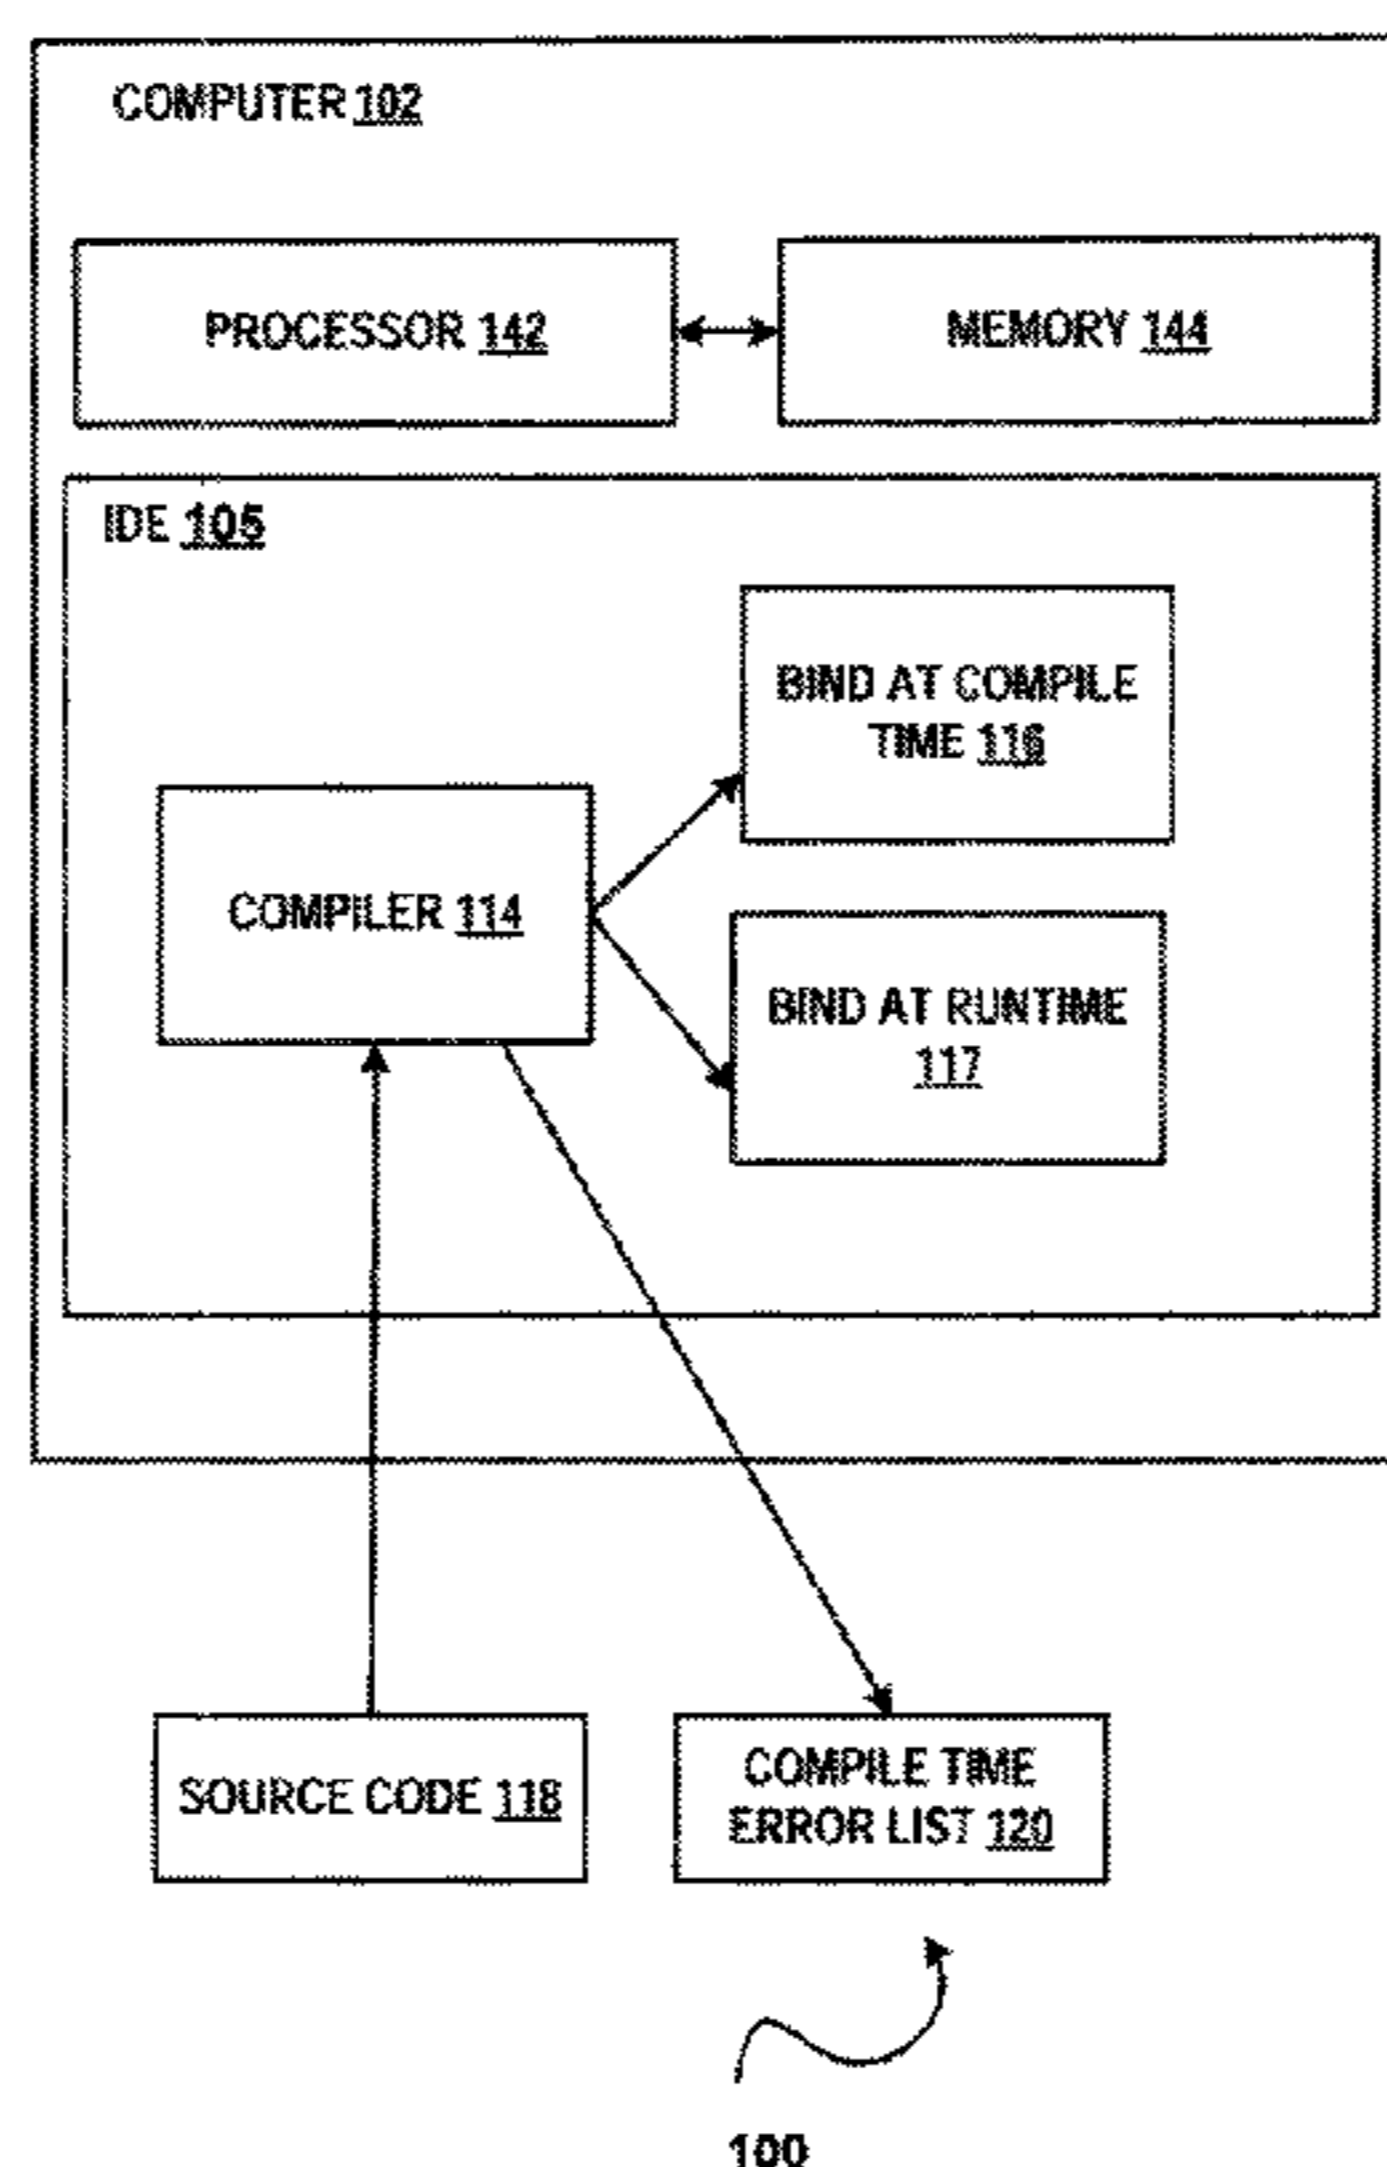 COMPUTER 102
PROCESSOR 142
MEMORY 144
IDE 105
BIND AT COMPILE
TIME 116
COMPILER 114
BIND AT RUNTIME
117
SOURCE CODE 118
COMPILE TIME
ERROR LIST 120
100